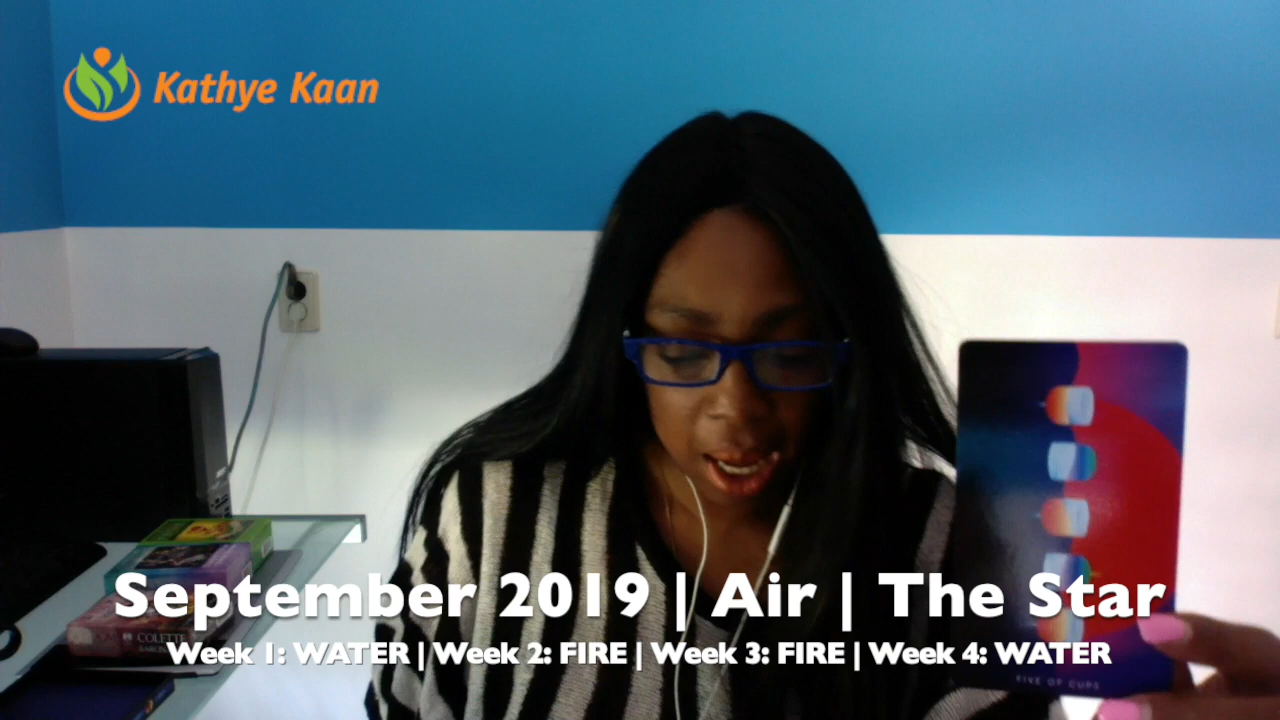 Kathye Kaan
September 2019 | Air | The Star
Week 1: WATER | Week 2: FIRE | Week 3: FIRE | Week 4: WATER
COLETTE
FIVE OF CUPS